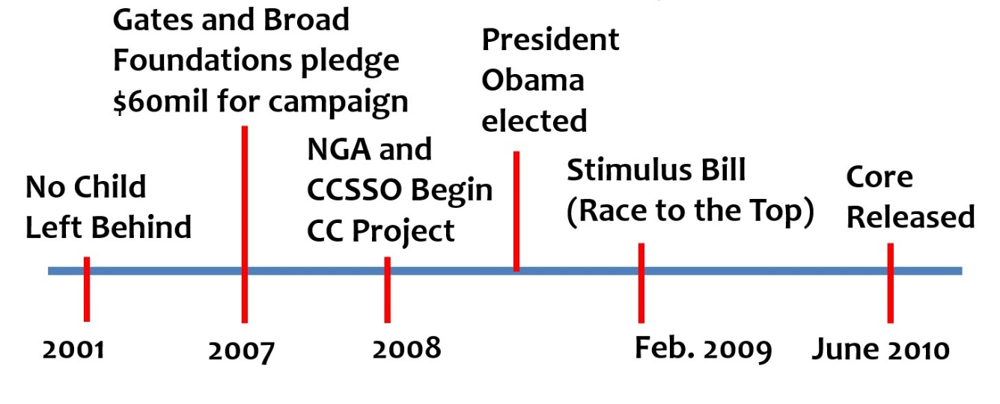 Gates and Broad
Foundations pledge
$60mil for campaign
President
Obama
elected
NGA and
CCSSO Begin
CC Project
No Child
Left Behind
Stimulus Bill
(Race to the Top)
Core
Released
2001
2007
2008
Feb. 2009
June 2010